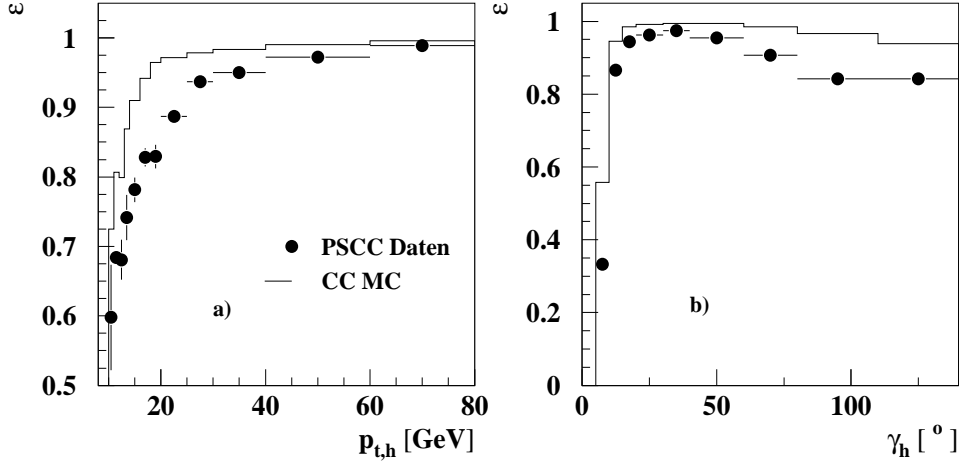 ε
1
0.9
0.8
0.7
0.6
0.5
20 40 60 80
p_t,h [GeV]
PSCC Daten
CC MC
a)
ε
1
0.8
0.6
0.4
0.2
0
0 50 100
γ_h [ ° ]
b)